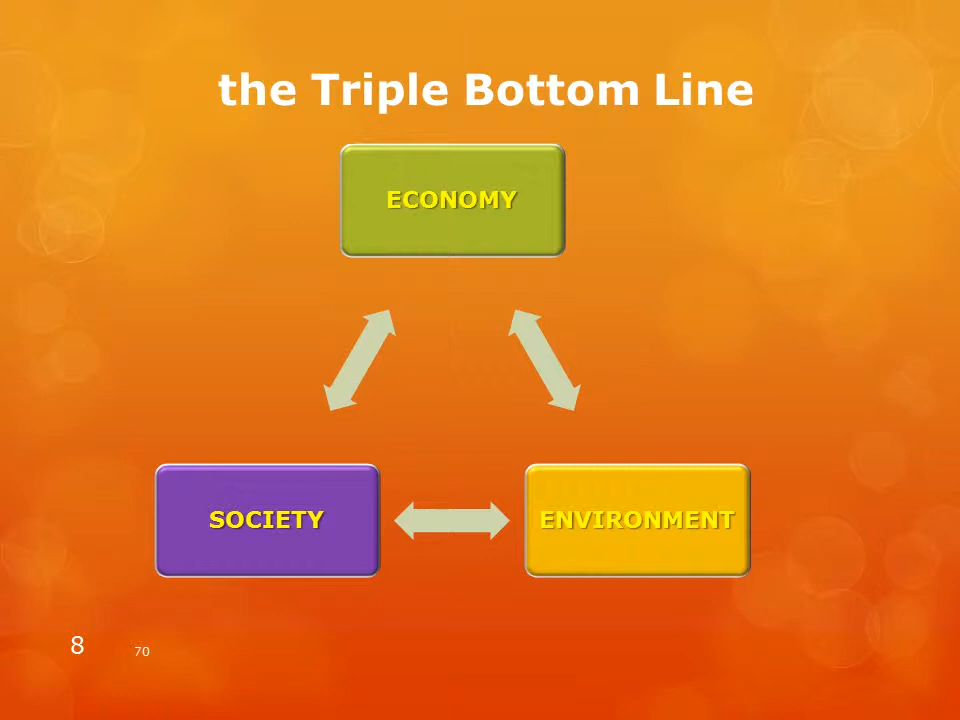 the Triple Bottom Line
ECONOMY
SOCIETY
ENVIRONMENT
8
70